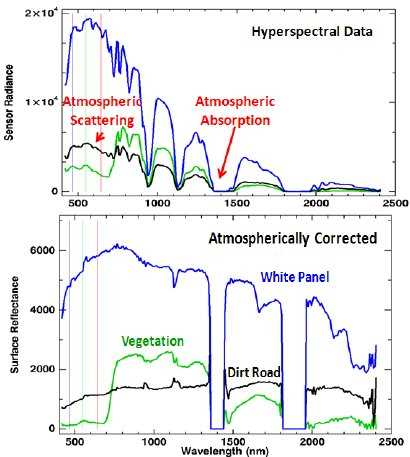 Hyperspectral Data
2×10⁴
1×10⁴
0
Sensor Radiance
Atmospheric
Scattering
Atmospheric
Absorption
500
1000
1500
2000
2500
Atmospherically Corrected
6000
4000
2000
0
Surface Reflectance
White Panel
Vegetation
Dirt Road
500
1000
1500
2000
2500
Wavelength (nm)